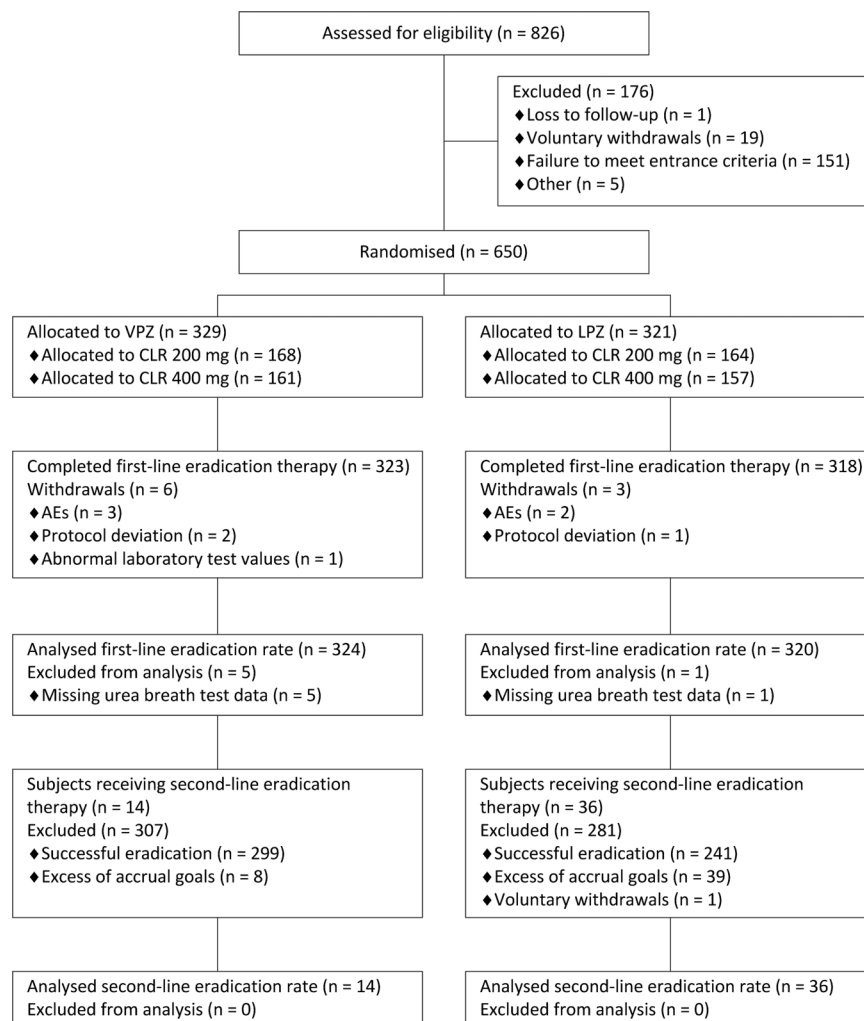 Assessed for eligibility (n = 826)
Excluded (n = 176)
♦Loss to follow-up (n = 1)
♦Voluntary withdrawals (n = 19)
♦Failure to meet entrance criteria (n = 151)
♦Other (n = 5)
Randomised (n = 650)
Allocated to VPZ (n = 329)
♦Allocated to CLR 200 mg (n = 168)
♦Allocated to CLR 400 mg (n = 161)
Allocated to LPZ (n = 321)
♦Allocated to CLR 200 mg (n = 164)
♦Allocated to CLR 400 mg (n = 157)
Completed first-line eradication therapy (n = 323)
Withdrawals (n = 6)
♦AEs (n = 3)
♦Protocol deviation (n = 2)
♦Abnormal laboratory test values (n = 1)
Completed first-line eradication therapy (n = 318)
Withdrawals (n = 3)
♦AEs (n = 2)
♦Protocol deviation (n = 1)
Analysed first-line eradication rate (n = 324)
Excluded from analysis (n = 5)
♦Missing urea breath test data (n = 5)
Analysed first-line eradication rate (n = 320)
Excluded from analysis (n = 1)
♦Missing urea breath test data (n = 1)
Subjects receiving second-line eradication
therapy (n = 14)
Excluded (n = 307)
♦Successful eradication (n = 299)
♦Excess of accrual goals (n = 8)
Subjects receiving second-line eradication
therapy (n = 36)
Excluded (n = 281)
♦Successful eradication (n = 241)
♦Excess of accrual goals (n = 39)
♦Voluntary withdrawals (n = 1)
Analysed second-line eradication rate (n = 14)
Excluded from analysis (n = 0)
Analysed second-line eradication rate (n = 36)
Excluded from analysis (n = 0)